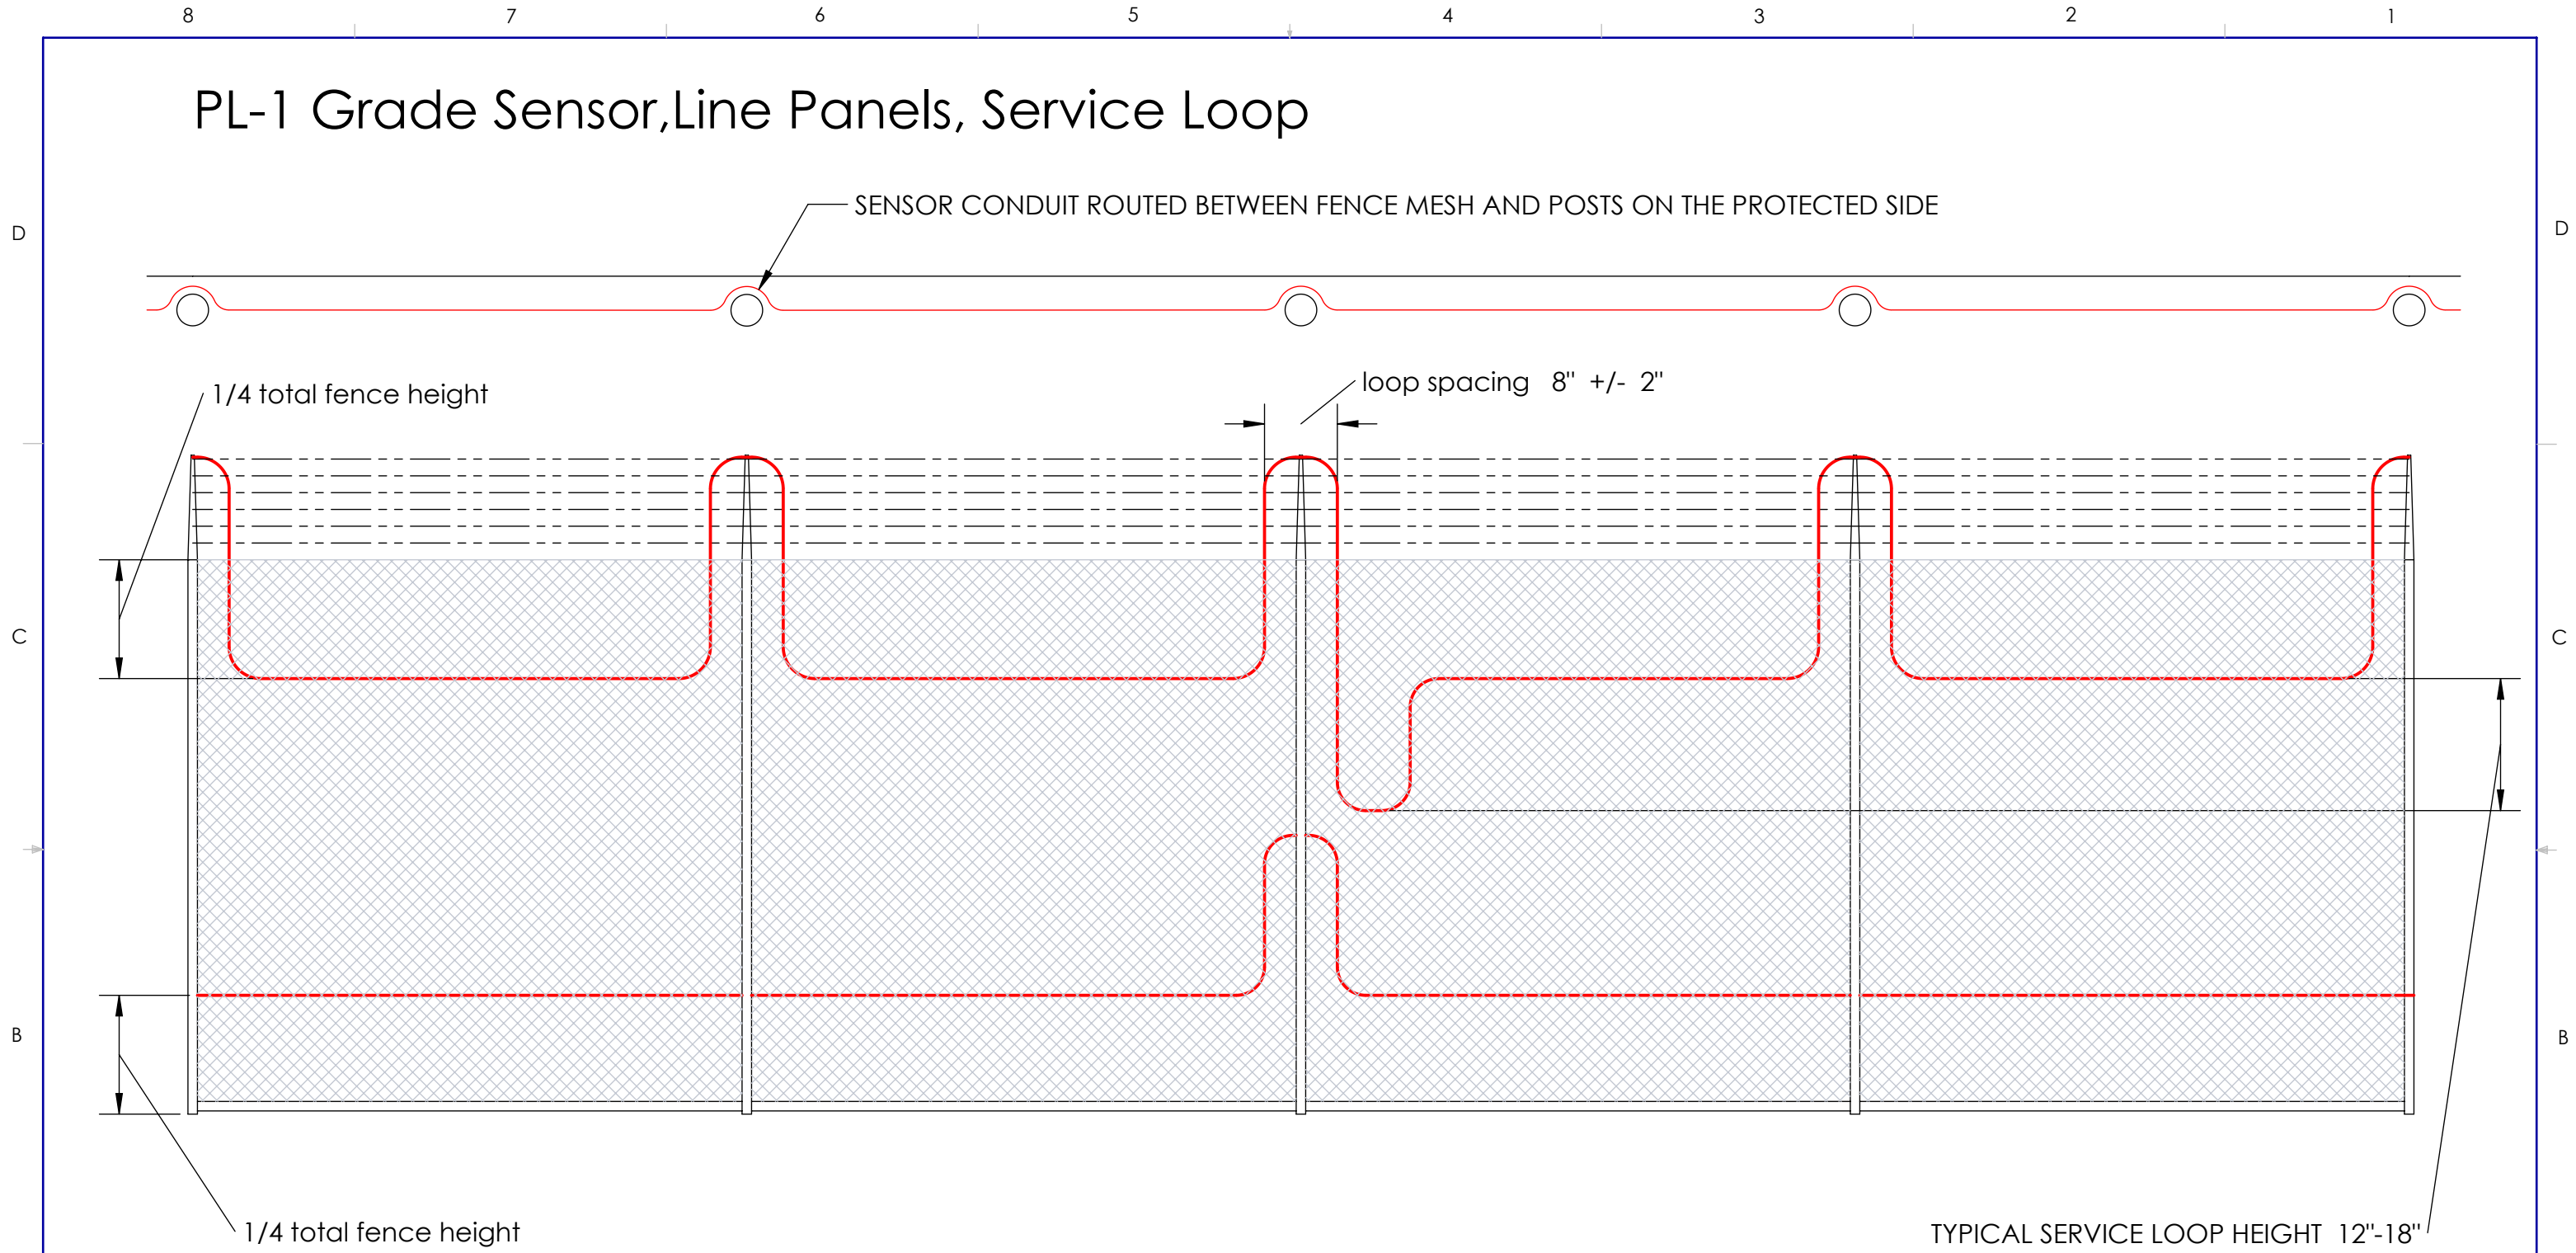 8 7 6 5 4 3 2 1
PL-1 Grade Sensor,Line Panels, Service Loop
SENSOR CONDUIT ROUTED BETWEEN FENCE MESH AND POSTS ON THE PROTECTED SIDE
D D
1/4 total fence height
loop spacing 8" +/- 2"
C C
B B
1/4 total fence height
TYPICAL SERVICE LOOP HEIGHT 12"-18"